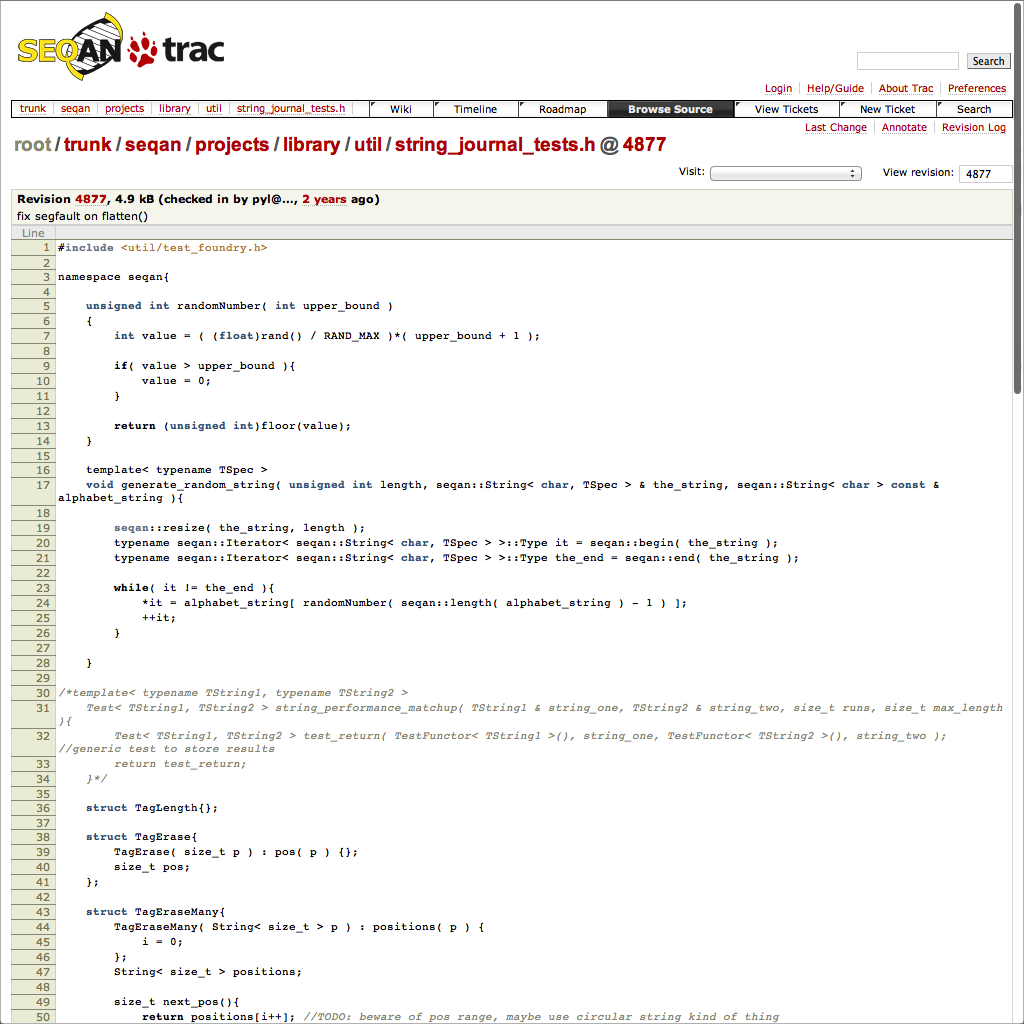 SEQAN trac
Search
Login Help/Guide About Trac Preferences
trunk seqan projects library util string_journal_tests.h Wiki Timeline Roadmap Browse Source View Tickets New Ticket Search
Last Change Annotate Revision Log
root / trunk / seqan / projects / library / util / string_journal_tests.h @ 4877
Visit: View revision: 4877
Revision 4877, 4.9 kB (checked in by pyl@..., 2 years ago)
fix segfault on flatten()
Line
1 #include <util/test_foundry.h>
2
3 namespace seqan{
4
5     unsigned int randomNumber( int upper_bound )
6     {
7         int value = ( (float)rand() / RAND_MAX )*( upper_bound + 1 );
8
9         if( value > upper_bound ){
10             value = 0;
11         }
12
13         return (unsigned int)floor(value);
14     }
15
16     template< typename TSpec >
17     void generate_random_string( unsigned int length, seqan::String< char, TSpec > & the_string, seqan::String< char > const &
alphabet_string ){
18
19         seqan::resize( the_string, length );
20         typename seqan::Iterator< seqan::String< char, TSpec > >::Type it = seqan::begin( the_string );
21         typename seqan::Iterator< seqan::String< char, TSpec > >::Type the_end = seqan::end( the_string );
22
23         while( it != the_end ){
24             *it = alphabet_string[ randomNumber( seqan::length( alphabet_string ) - 1 ) ];
25             ++it;
26         }
27
28     }
29
30 /*template< typename TString1, typename TString2 >
31     Test< TString1, TString2 > string_performance_matchup( TString1 & string_one, TString2 & string_two, size_t runs, size_t max_length
){
32         Test< TString1, TString2 > test_return( TestFunctor< TString1 >(), string_one, TestFunctor< TString2 >(), string_two );
//generic test to store results
33         return test_return;
34     }*/
35
36     struct TagLength{};
37
38     struct TagErase{
39         TagErase( size_t p ) : pos( p ) {};
40         size_t pos;
41     };
42
43     struct TagEraseMany{
44         TagEraseMany( String< size_t > p ) : positions( p ) {
45             i = 0;
46         };
47         String< size_t > positions;
48
49         size_t next_pos(){
50             return positions[i++]; //TODO: beware of pos range, maybe use circular string kind of thing